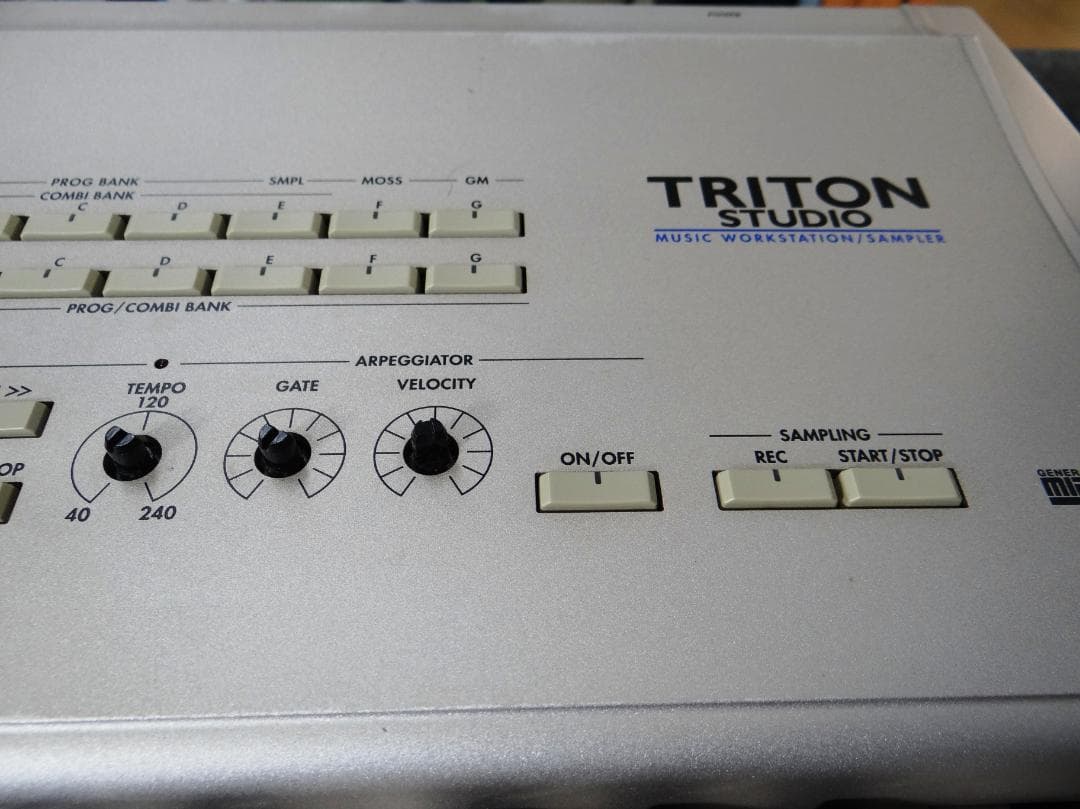 PROG BANK SMPL MOSS GM
COMBI BANK
C D E F G
C D E F G
PROG/COMBI BANK
TRITON
STUDIO
MUSIC WORKSTATION/SAMPLER
ARPEGGIATOR
>>
TEMPO GATE VELOCITY
120
40 240
ON/OFF
SAMPLING
REC START/STOP